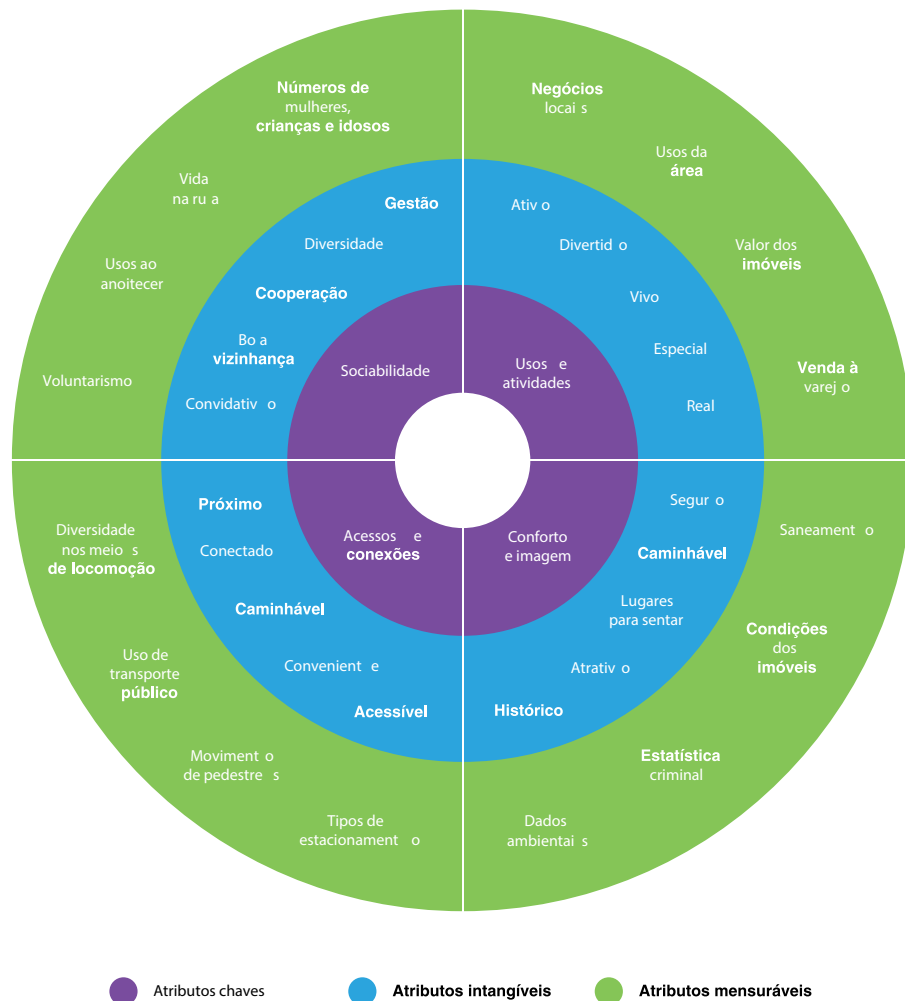 Números de
mulheres,
crianças e idosos
Negócios
locai s
Usos da
área
Vida
na ru a
Gestão
Ativ o
Diversidade
Divertid o
Valor dos
imóveis
Usos ao
anoitecer
Cooperação
Vivo
Bo a
vizinhança
Especial
Voluntarismo
Sociabilidade
Usos e
atividades
Venda à
varej o
Convidativ o
Real
Próximo
Segur o
Diversidade
nos meio s
de locomoção
Conectado
Acessos e
conexões
Conforto
e imagem
Caminhável
Saneament o
Caminhável
Lugares
para sentar
Condições
dos
imóveis
Uso de
transporte
público
Convenient e
Atrativ o
Acessível
Histórico
Moviment o
de pedestre s
Estatística
criminal
Tipos de
estacionament o
Dados
ambientai s
Atributos chaves
Atributos intangíveis
Atributos mensuráveis